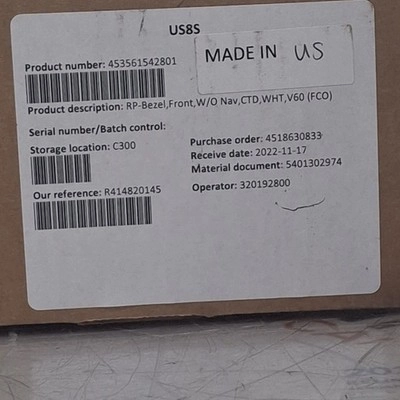 US8S
Product number: 453561542801
MADE IN US
Product description: RP-Bezel,Front,W/O Nav,CTD,WHT,V60 (FCO)
Serial number/Batch control:
Storage location: C300
Purchase order: 4518630833
Receive date: 2022-11-17
Material document: 5401302974
Our reference: R414820145
Operator: 320192800